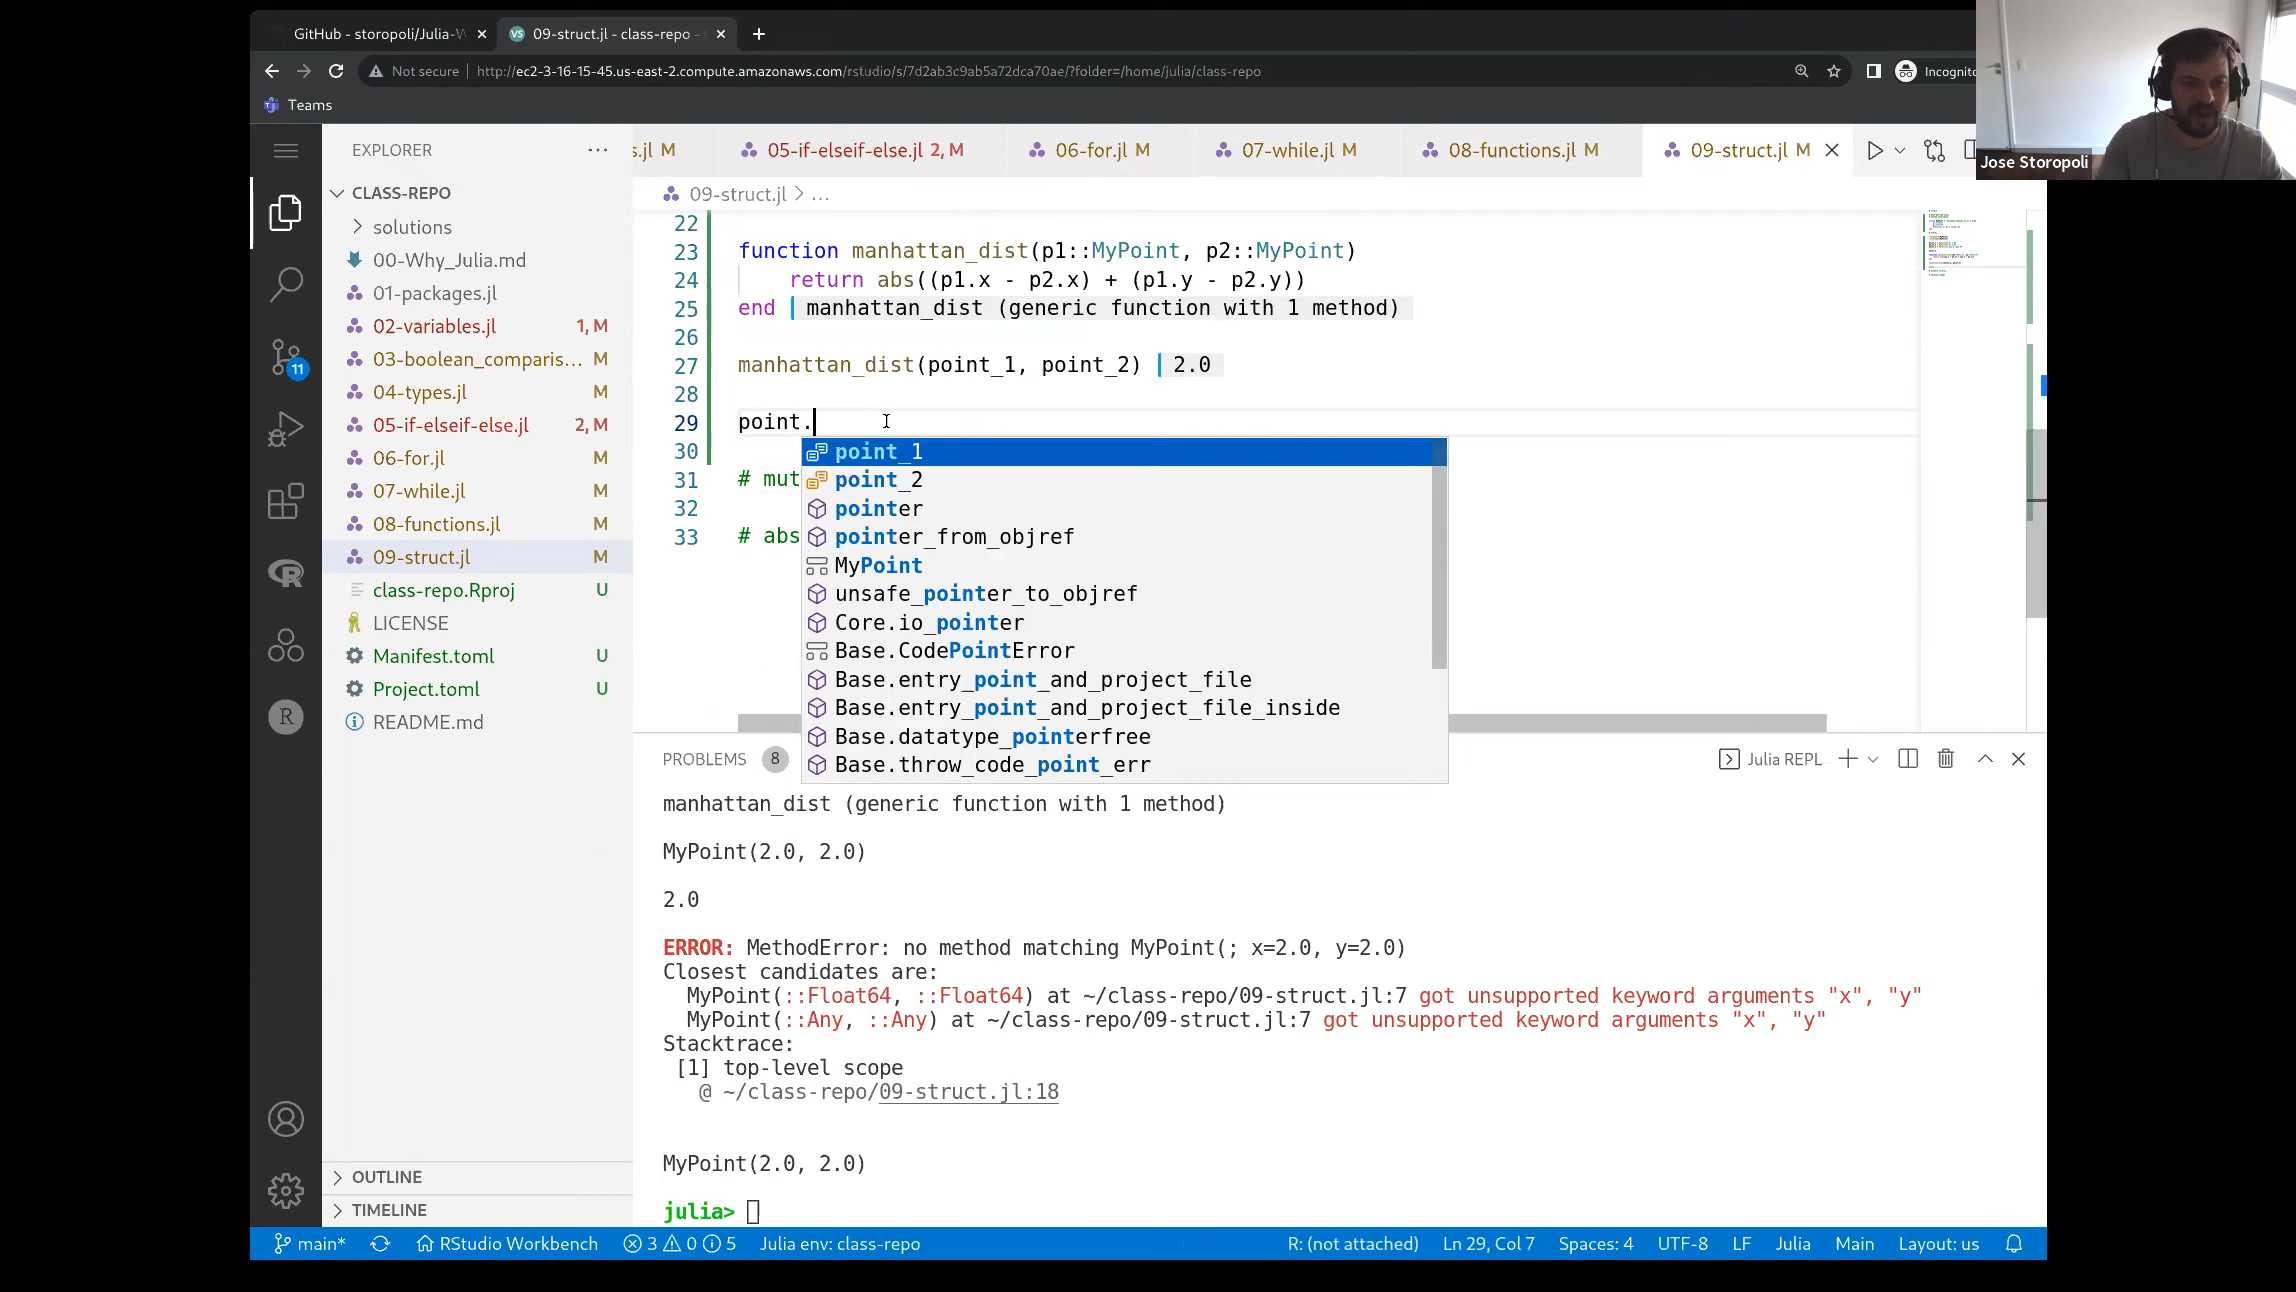 GitHub - storopoli/Julia-W
09-struct.jl - class-repo -
Not secure
http://ec2-3-16-15-45.us-east-2.compute.amazonaws.com/rstudio/s/7d2ab3c9ab5a72dca70ae/?folder=/home/julia/class-repo
Incognito
Teams
Jose Storopoli
EXPLORER
CLASS-REPO
solutions
00-Why_Julia.md
01-packages.jl
02-variables.jl 1, M
03-boolean_comparis... M
04-types.jl M
05-if-elseif-else.jl 2, M
06-for.jl M
07-while.jl M
08-functions.jl M
09-struct.jl M
class-repo.Rproj U
LICENSE
Manifest.toml U
Project.toml U
README.md
OUTLINE
TIMELINE
11
s.jl M
05-if-elseif-else.jl 2, M
06-for.jl M
07-while.jl M
08-functions.jl M
09-struct.jl M
09-struct.jl > ...
22
23 function manhattan_dist(p1::MyPoint, p2::MyPoint)
24 return abs((p1.x - p2.x) + (p1.y - p2.y))
25 end manhattan_dist (generic function with 1 method)
26
27 manhattan_dist(point_1, point_2) 2.0
28
29 point.
30
31 # mut
32
33 # abs
point_1
point_2
pointer
pointer_from_objref
MyPoint
unsafe_pointer_to_objref
Core.io_pointer
Base.CodePointError
Base.entry_point_and_project_file
Base.entry_point_and_project_file_inside
Base.datatype_pointerfree
Base.throw_code_point_err
PROBLEMS 8
Julia REPL
manhattan_dist (generic function with 1 method)
MyPoint(2.0, 2.0)
2.0
ERROR: MethodError: no method matching MyPoint(; x=2.0, y=2.0)
Closest candidates are:
MyPoint(::Float64, ::Float64) at ~/class-repo/09-struct.jl:7 got unsupported keyword arguments "x", "y"
MyPoint(::Any, ::Any) at ~/class-repo/09-struct.jl:7 got unsupported keyword arguments "x", "y"
Stacktrace:
[1] top-level scope
@ ~/class-repo/09-struct.jl:18
MyPoint(2.0, 2.0)
julia>
main* RStudio Workbench 3 0 5 Julia env: class-repo R: (not attached) Ln 29, Col 7 Spaces: 4 UTF-8 LF Julia Main Layout: us